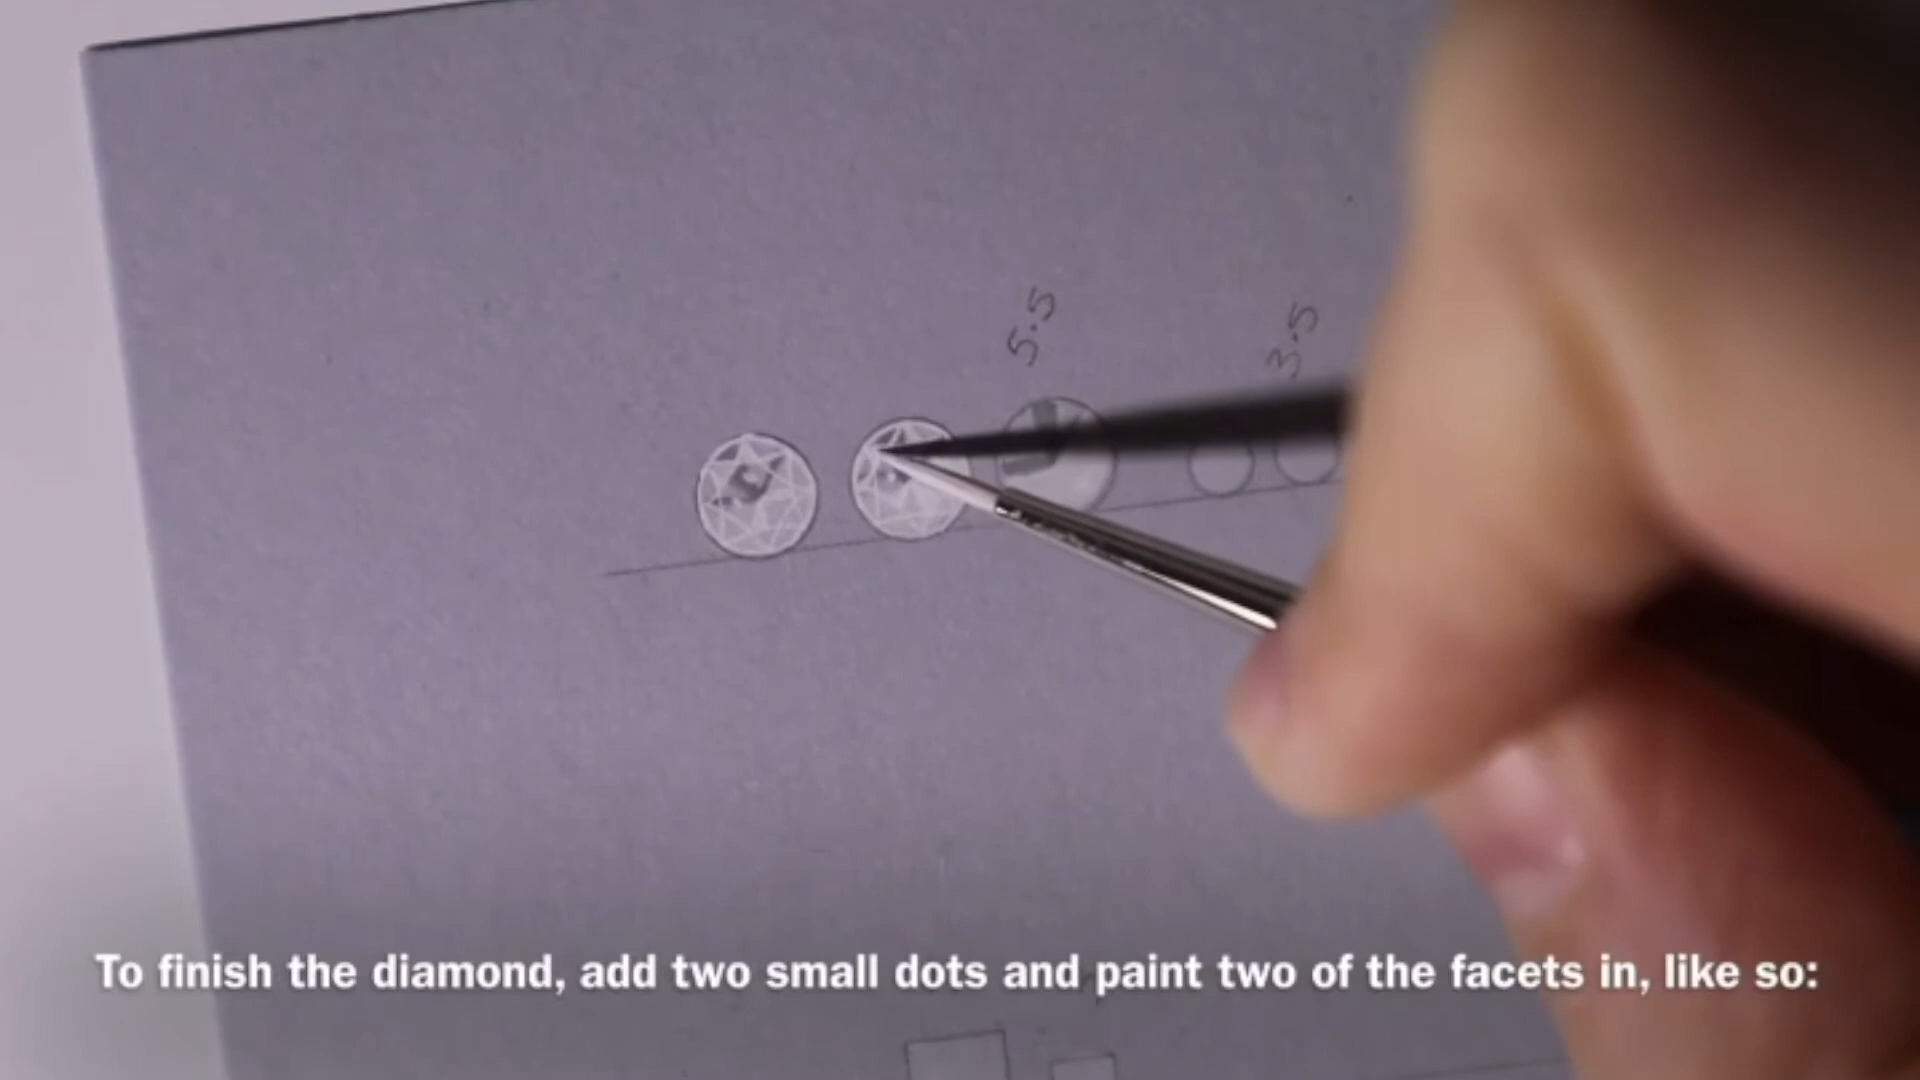 5.5
3.5
To finish the diamond, add two small dots and paint two of the facets in, like so: